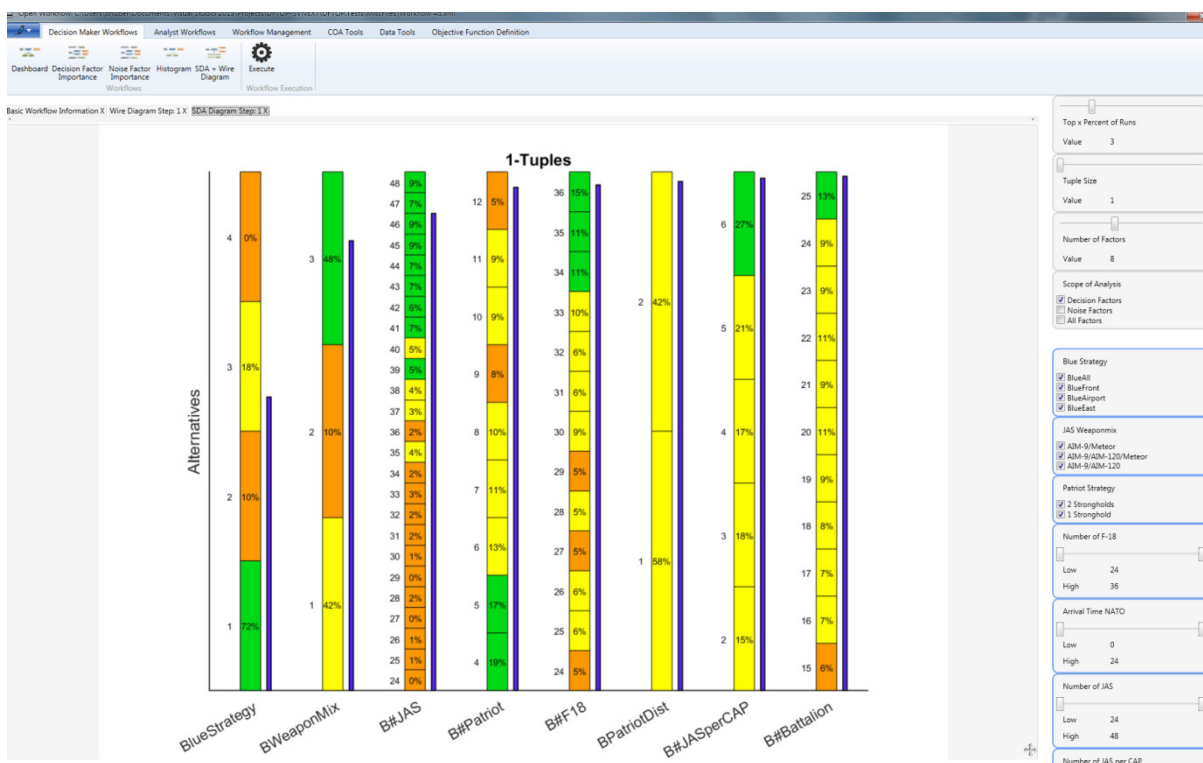 Decision Maker Workflows Analyst Workflows Workflow Management COA Tools Data Tools Objective Function Definition
Dashboard Decision Factor Importance Noise Factor Importance Histogram SDA + Wire Diagram Execute
Workflows Workflow Execution
Basic Workflow Information X Wire Diagram Step: 1 X SDA Diagram Step: 1 X
1-Tuples
Alternatives
4 0%
3 18%
2 10%
1 72%
BlueStrategy
3 48%
2 10%
1 42%
BWeaponMix
48 9%
47 7%
46 9%
45 9%
44 7%
43 7%
42 6%
41 7%
40 5%
39 5%
38 4%
37 3%
36 2%
35 4%
34 2%
33 3%
32 2%
31 2%
30 1%
29 0%
28 2%
27 0%
26 1%
25 1%
24 0%
B#JAS
12 5%
11 9%
10 9%
9 8%
8 10%
7 11%
6 13%
5 17%
4 19%
B#Patriot
36 15%
35 11%
34 11%
33 10%
32 6%
31 6%
30 9%
29 5%
28 5%
27 5%
26 6%
25 6%
24 5%
B#F18
2 42%
1 58%
BPatriotDist
6 27%
5 21%
4 17%
3 18%
2 15%
B#JASperCAP
25 13%
24 9%
23 9%
22 11%
21 9%
20 11%
19 9%
18 8%
17 7%
16 7%
15 6%
B#Battalion
Top x Percent of Runs
Value 3
Tuple Size
Value 1
Number of Factors
Value 8
Scope of Analysis
Decision Factors
Noise Factors
All Factors
Blue Strategy
BlueAll
BlueFront
BlueAirport
BlueEast
JAS Weaponmix
AIM-9/Meteor
AIM-9/AIM-120/Meteor
AIM-9/AIM-120
Patriot Strategy
2 Strongholds
1 Stronghold
Number of F-18
Low 24
High 36
Arrival Time NATO
Low 0
High 24
Number of JAS
Low 24
High 48
Number of JAS per CAP